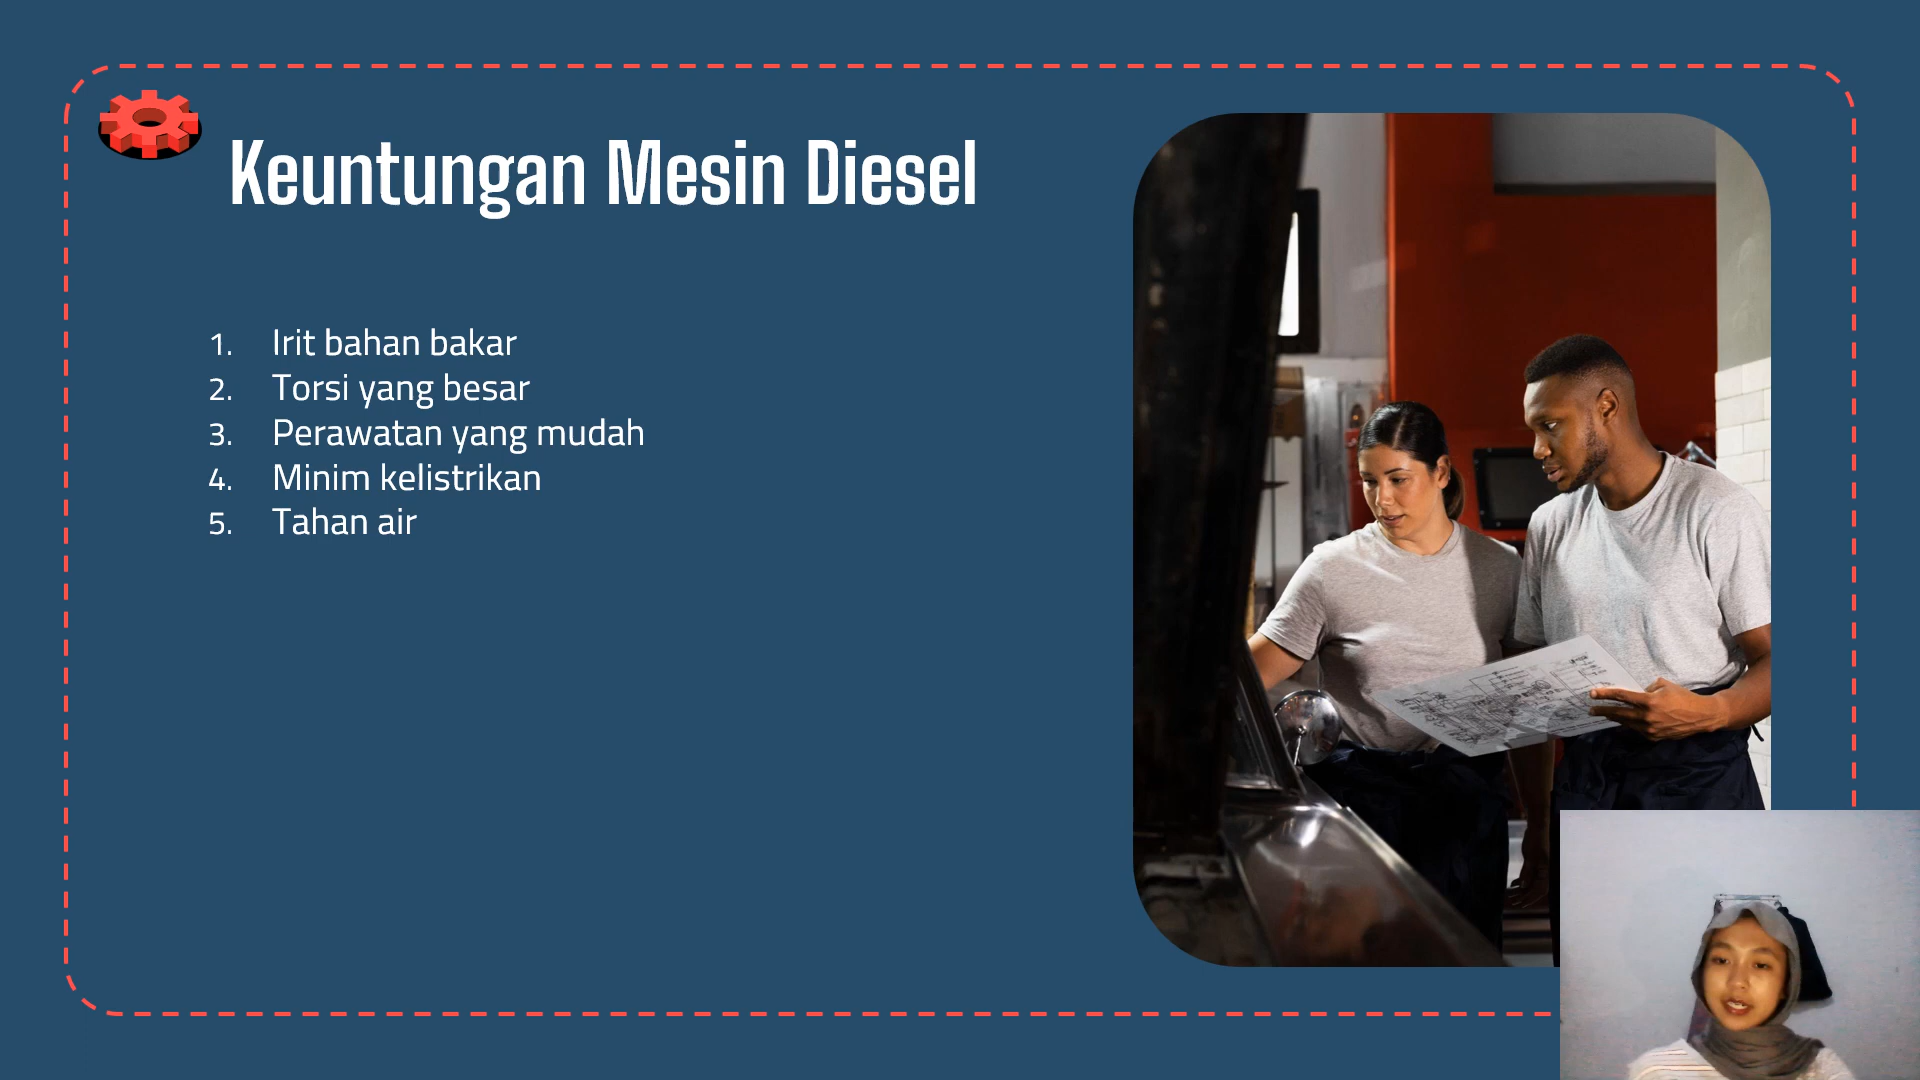 Keuntungan Mesin Diesel
1. Irit bahan bakar
2. Torsi yang besar
3. Perawatan yang mudah
4. Minim kelistrikan
5. Tahan air